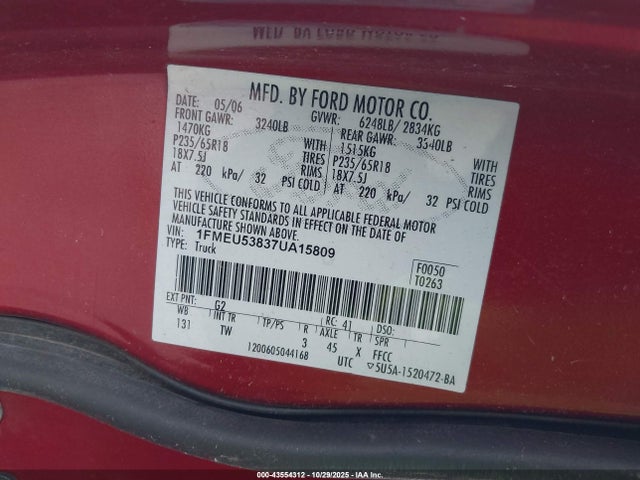 MFD. BY FORD MOTOR CO.
DATE: 05/06 GVWR: 6248LB/ 2834KG
FRONT GAWR: 3240LB REAR GAWR: 3540LB
1470KG WITH 1515KG WITH
P235/65R18 TIRES P235/65R18 TIRES
18X7.5J RIMS 18X7.5J RIMS
AT 220 kPa/ 32 PSI COLD AT 220 kPa/ 32 PSI COLD
THIS VEHICLE CONFORMS TO ALL APPLICABLE FEDERAL MOTOR
VEHICLE SAFETY STANDARDS IN EFFECT ON THE DATE OF
MANUFACTURE SHOWN ABOVE.
VIN: 1FMEU53837UA15809
TYPE: Truck
F0050
T0263
EXT PNT: G2 RC: 41 DSO:
WB INT TR TP/PS R AXLE TR SPR
131 TW 3 45 X FFCC
1200605044168 UTC ▽5U5A-1520472-BA
000-43554312 - 10/29/2025 - IAA Inc.